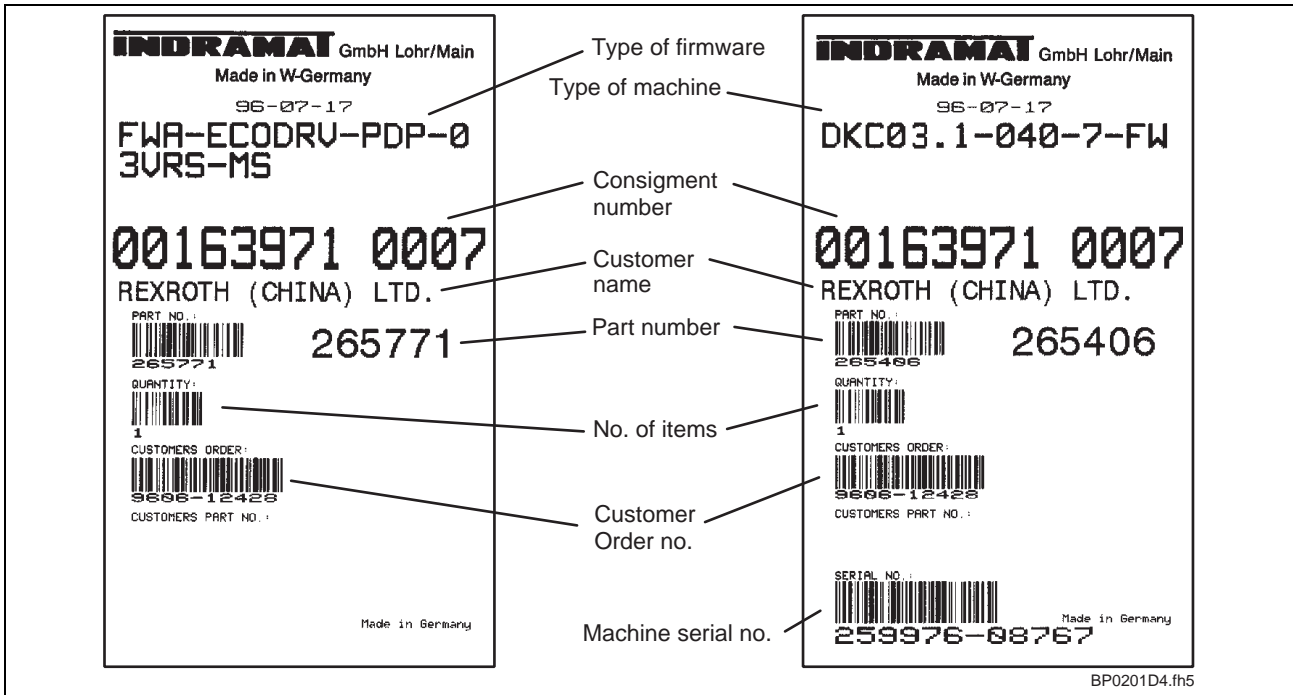 INDRAMAT GmbH Lohr/Main
Made in W-Germany
96-07-17
FWA-ECODRV-PDP-0
3VRS-MS
00163971 0007
REXROTH (CHINA) LTD.
PART NO.:
265771
265771
QUANTITY:
1
CUSTOMERS ORDER:
9606-12428
CUSTOMERS PART NO.:
Made in Germany
Type of firmware
Type of machine
Consigment
number
Customer
name
Part number
No. of items
Customer
Order no.
Machine serial no.
INDRAMAT GmbH Lohr/Main
Made in W-Germany
96-07-17
DKC03.1-040-7-FW
00163971 0007
REXROTH (CHINA) LTD.
PART NO.:
265406
265406
QUANTITY:
1
CUSTOMERS ORDER:
9606-12428
CUSTOMERS PART NO.:
SERIAL NO.:
Made in Germany
259976-08767
BP0201D4.fh5